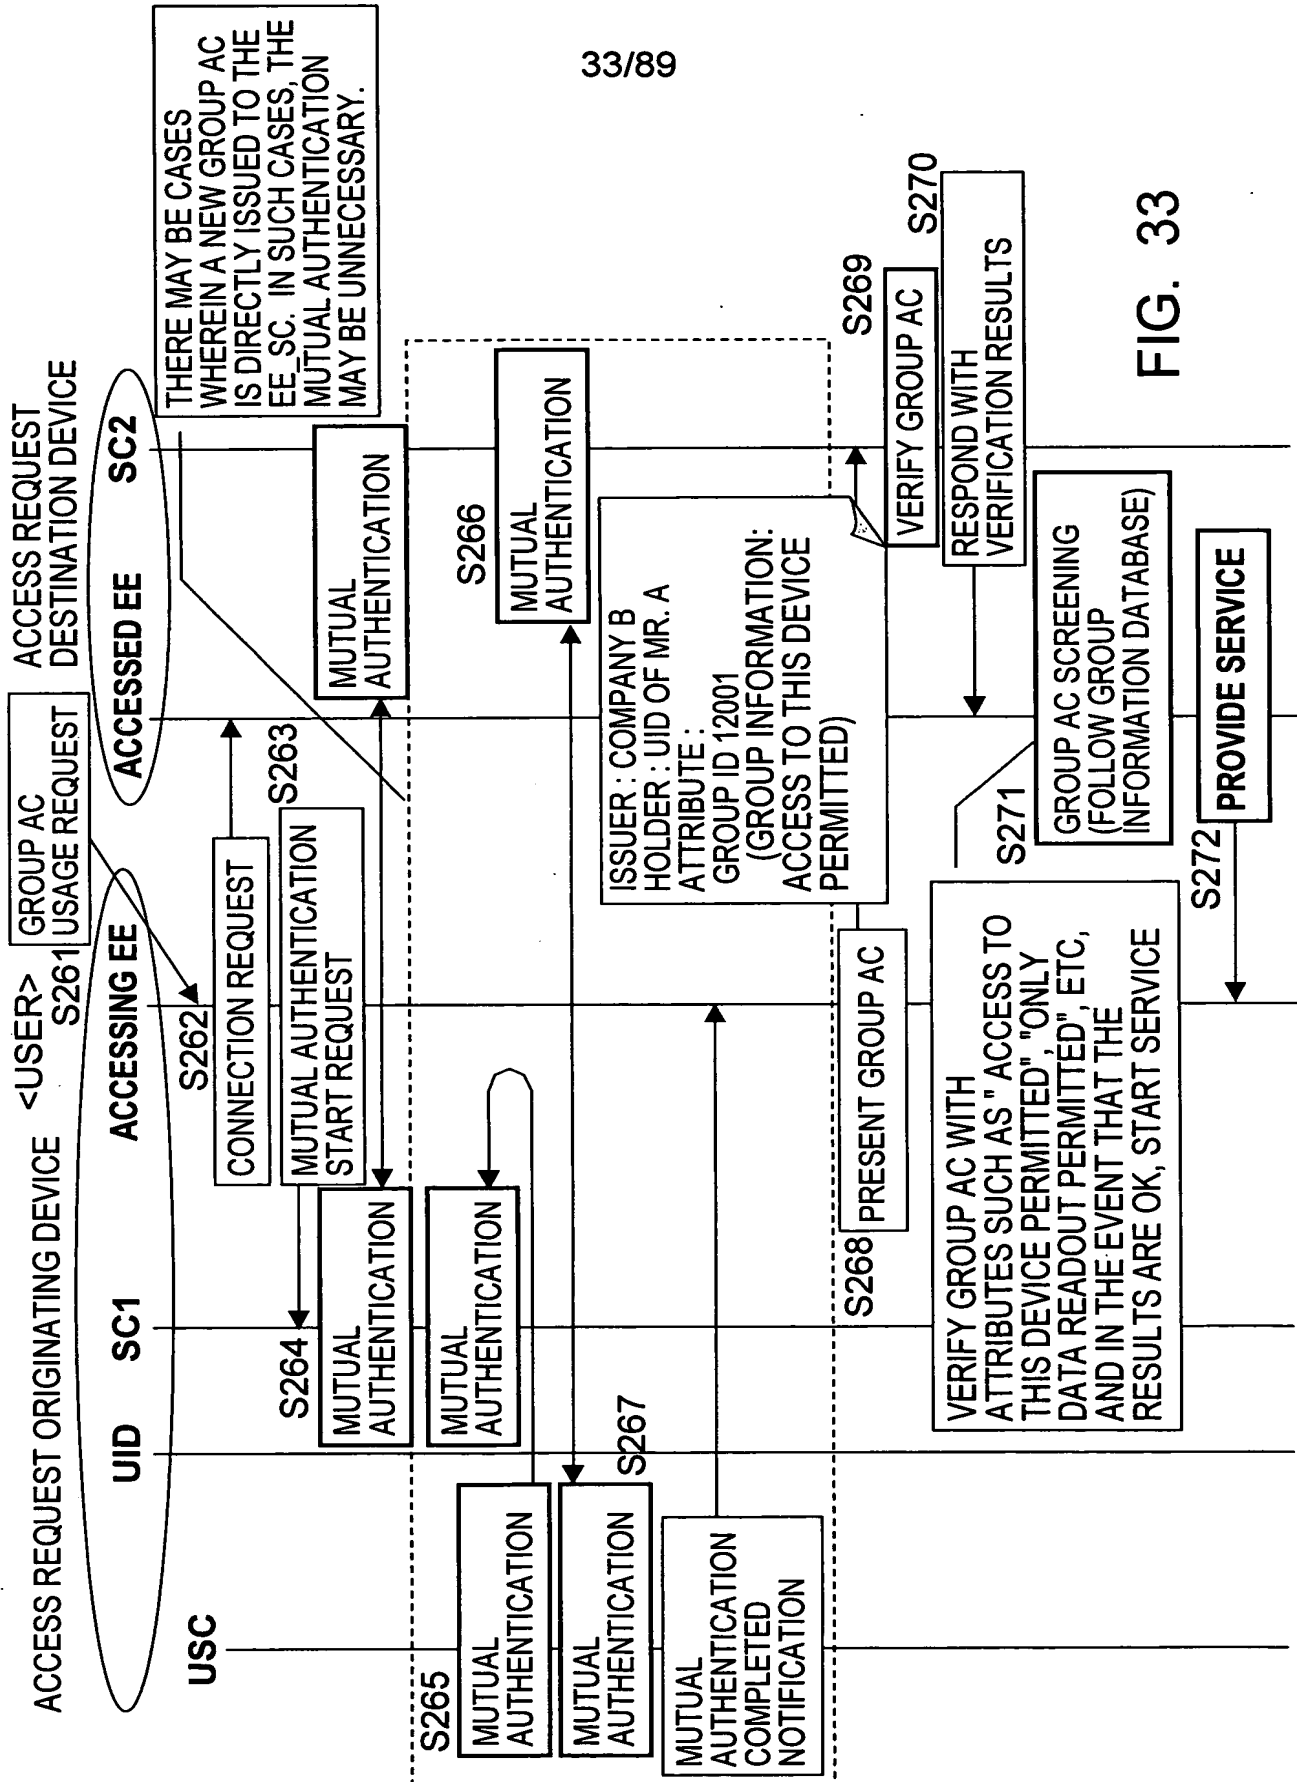 33/89
ACCESS REQUEST ORIGINATING DEVICE
<USER>
S261
GROUP AC
USAGE REQUEST
ACCESS REQUEST
DESTINATION DEVICE
USC
UID
SC1
ACCESSING EE
ACCESSED EE
SC2
THERE MAY BE CASES
WHEREIN A NEW GROUP AC
IS DIRECTLY ISSUED TO THE
EE_SC. IN SUCH CASES, THE
MUTUAL AUTHENTICATION
MAY BE UNNECESSARY.
S262
CONNECTION REQUEST
S263
MUTUAL AUTHENTICATION
START REQUEST
S264
MUTUAL
AUTHENTICATION
MUTUAL
AUTHENTICATION
S265
MUTUAL
AUTHENTICATION
MUTUAL
AUTHENTICATION
S266
MUTUAL
AUTHENTICATION
MUTUAL
AUTHENTICATION
S267
MUTUAL
AUTHENTICATION
COMPLETED
NOTIFICATION
ISSUER : COMPANY B
HOLDER : UID OF MR. A
ATTRIBUTE :
GROUP ID 12001
(GROUP INFORMATION:
ACCESS TO THIS DEVICE
PERMITTED)
S268
PRESENT GROUP AC
S269
VERIFY GROUP AC
S270
RESPOND WITH
VERIFICATION RESULTS
VERIFY GROUP AC WITH
ATTRIBUTES SUCH AS " ACCESS TO
THIS DEVICE PERMITTED", "ONLY
DATA READOUT PERMITTED", ETC,
AND IN THE EVENT THAT THE
RESULTS ARE OK, START SERVICE
S271
GROUP AC SCREENING
(FOLLOW GROUP
INFORMATION DATABASE)
S272
PROVIDE SERVICE
FIG. 33